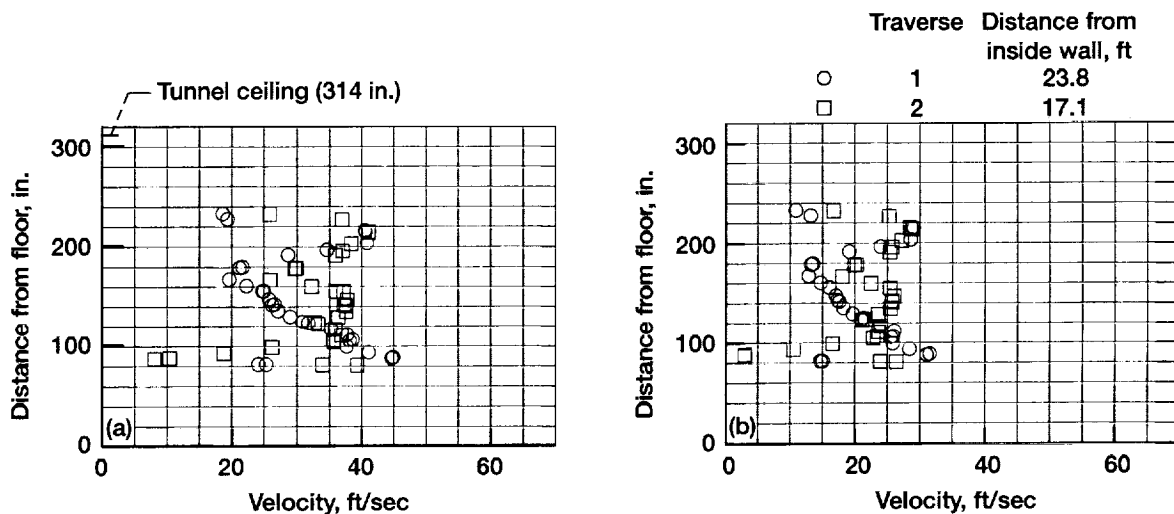 Traverse Distance from
inside wall, ft
1 23.8
2 17.1
Tunnel ceiling (314 in.)
300
200
100
0
Distance from floor, in.
(a)
0 20 40 60
Velocity, ft/sec
300
200
100
0
Distance from floor, in.
(b)
0 20 40 60
Velocity, ft/sec